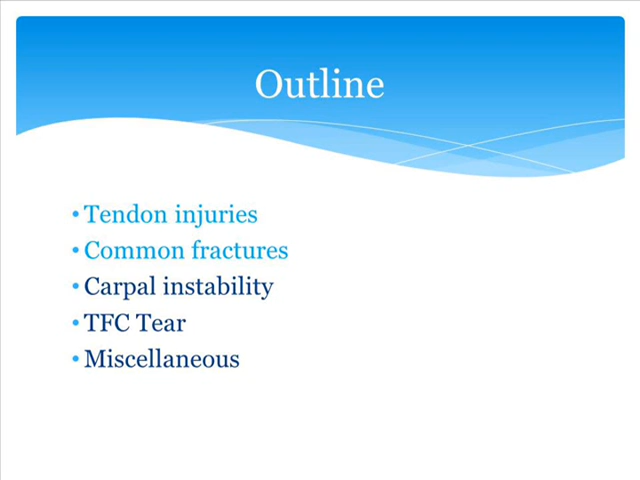 Outline
• Tendon injuries
• Common fractures
• Carpal instability
• TFC Tear
• Miscellaneous